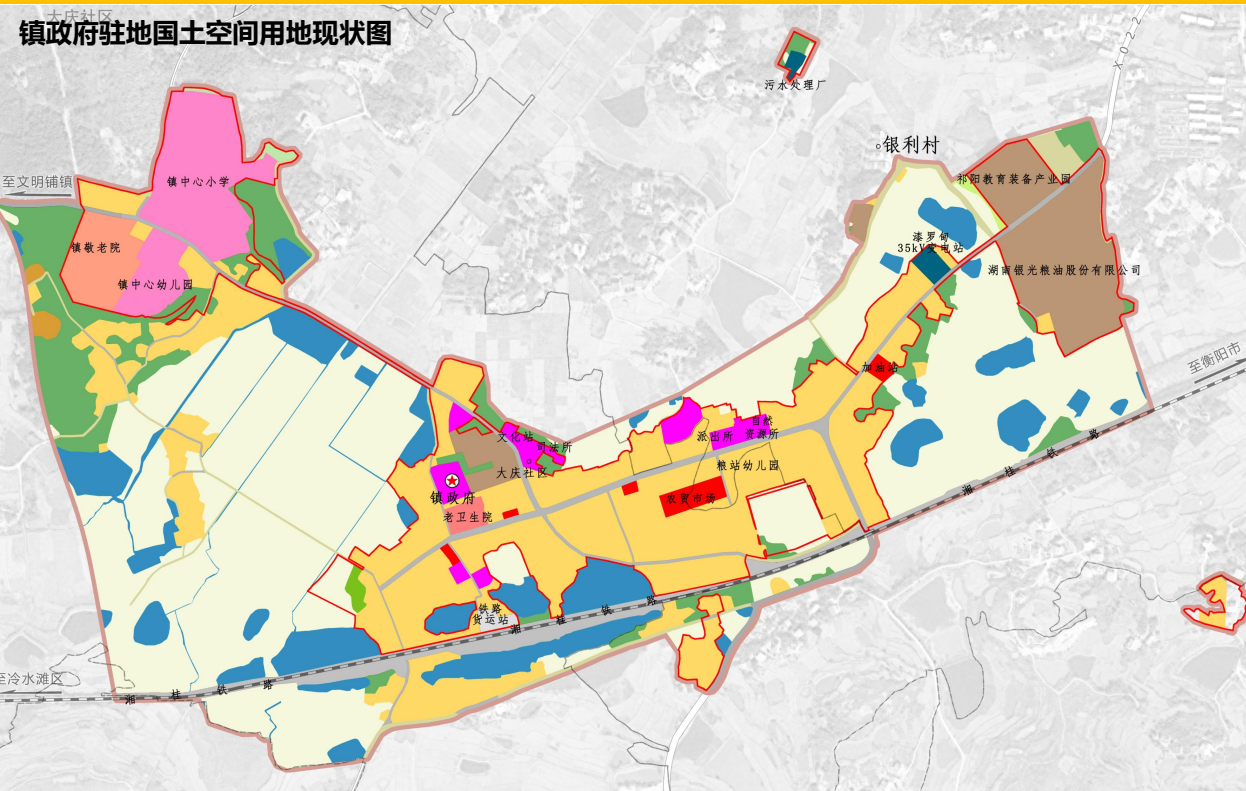 大庆社区
镇政府驻地国土空间用地现状图
X022
污水处理厂
银利村
至文明铺镇
镇中心小学
祁阳教育装备产业园
镇敬老院
漆罗甸
35kV变电站
湖南银光粮油股份有限公司
镇中心幼儿园
至衡阳市
加油站
文化站
司法所
派出所
自然
资源所
大庆社区
粮站幼儿园
镇政府
农贸市场
老卫生院
湘桂铁路
铁路
货运站
湘桂铁路
至冷水滩区
湘桂铁路